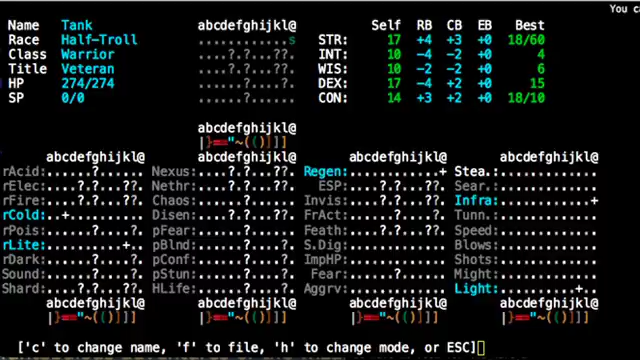 You ca
Name Tank abcdefghijkl@ Self RB CB EB Best
Race Half-Troll ............s STR: 17 +4 +3 +0 18/60
Class Warrior ....?.?...??. INT: 10 -4 -2 +0 4
Title Veteran ....?.?...??. WIS: 10 -2 -2 +0 6
HP 274/274 ....?.?...??. DEX: 17 -4 +2 +0 15
SP 0/0 ....?.?...??. CON: 14 +3 +2 +0 18/10
abcdefghijkl@
|}=="~(()]]]
abcdefghijkl@ abcdefghijkl@ abcdefghijkl@ abcdefghijkl@
rAcid:......?...... Nexus:....?.?...??. Regen:............+ Stea.:.............
rElec:......?...??. Nethr:....?.?...??. ESP:....?.?...??. Sear.:.............
rFire:......?...??. Chaos:....?.?...??. Invis:....?.?...??. Infra:............+
rCold:..+.......... Disen:....?.?...??. FrAct:....?.?...??. Tunn.:.............
rPois:....?.?...??. pFear:....?.?....?. Feath:....?.?...??. Speed:.............
rLite:..........+.. pBlnd:....?.?....?. S.Dig:....?.?....?. Blows:.............
rDark:......?....?. pConf:....?.?....?. ImpHP:....?.?....?. Shots:.............
Sound:......?....?. pStun:....?.?....?. Fear:......?...... Might:.............
Shard:......?...??. HLife:....?.?....?. Aggrv:....?.?....?. Light:..........+..
abcdefghijkl@ abcdefghijkl@ abcdefghijkl@ abcdefghijkl@
|}=="~(()]]] |}=="~(()]]] |}=="~(()]]] |}=="~(()]]]
['c' to change name, 'f' to file, 'h' to change mode, or ESC]